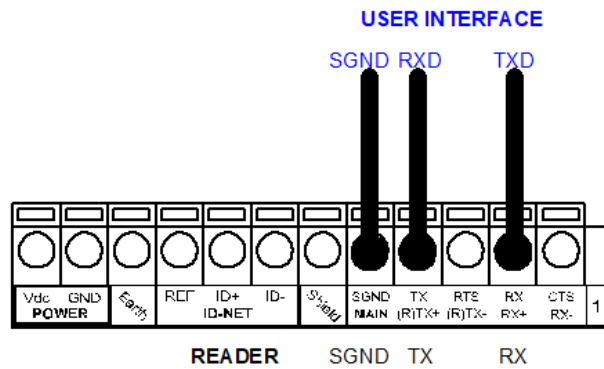 USER INTERFACE
SGND RXD TXD
Vdc GND Earth REF ID+ ID- Shield SGND TX RTS RX CTS 1
POWER ID-NET MAIN (R)TX+ (R)TX- RX+ RX-
READER SGND TX RX